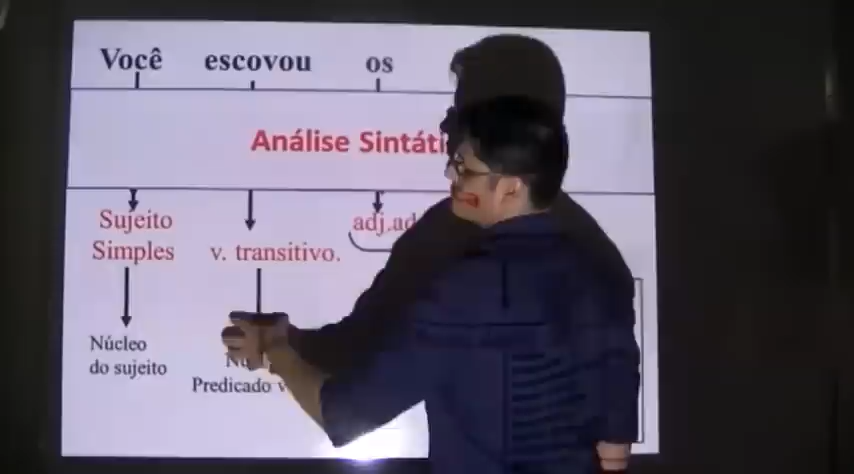 Você escovou os
Análise Sintáti
Sujeito
Simples
v. transitivo.
adj.ad
Núcleo
do sujeito
Predicado v